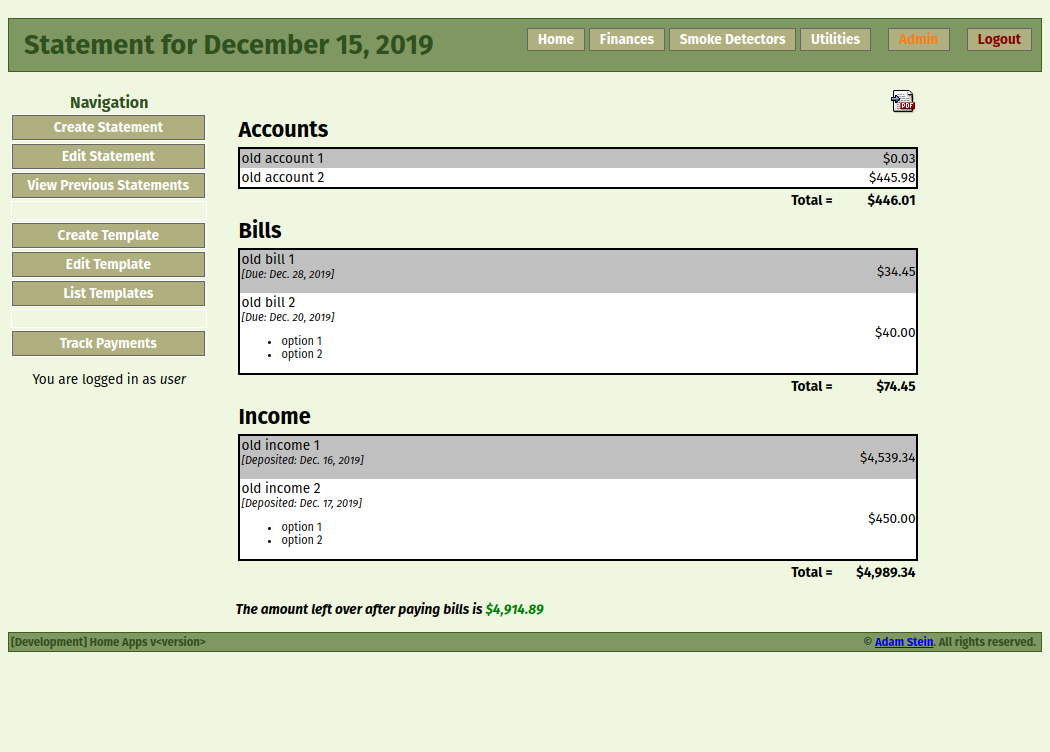 Statement for December 15, 2019
Home Finances Smoke Detectors Utilities Admin Logout
Navigation
Create Statement
Edit Statement
View Previous Statements
Create Template
Edit Template
List Templates
Track Payments
You are logged in as user
PDF
Accounts
old account 1 $0.03
old account 2 $445.98
Total = $446.01
Bills
old bill 1
[Due: Dec. 28, 2019]
$34.45
old bill 2
[Due: Dec. 20, 2019]
• option 1
• option 2
$40.00
Total = $74.45
Income
old income 1
[Deposited: Dec. 16, 2019]
$4,539.34
old income 2
[Deposited: Dec. 17, 2019]
• option 1
• option 2
$450.00
Total = $4,989.34
The amount left over after paying bills is $4,914.89
[Development] Home Apps v<version>
© Adam Stein. All rights reserved.